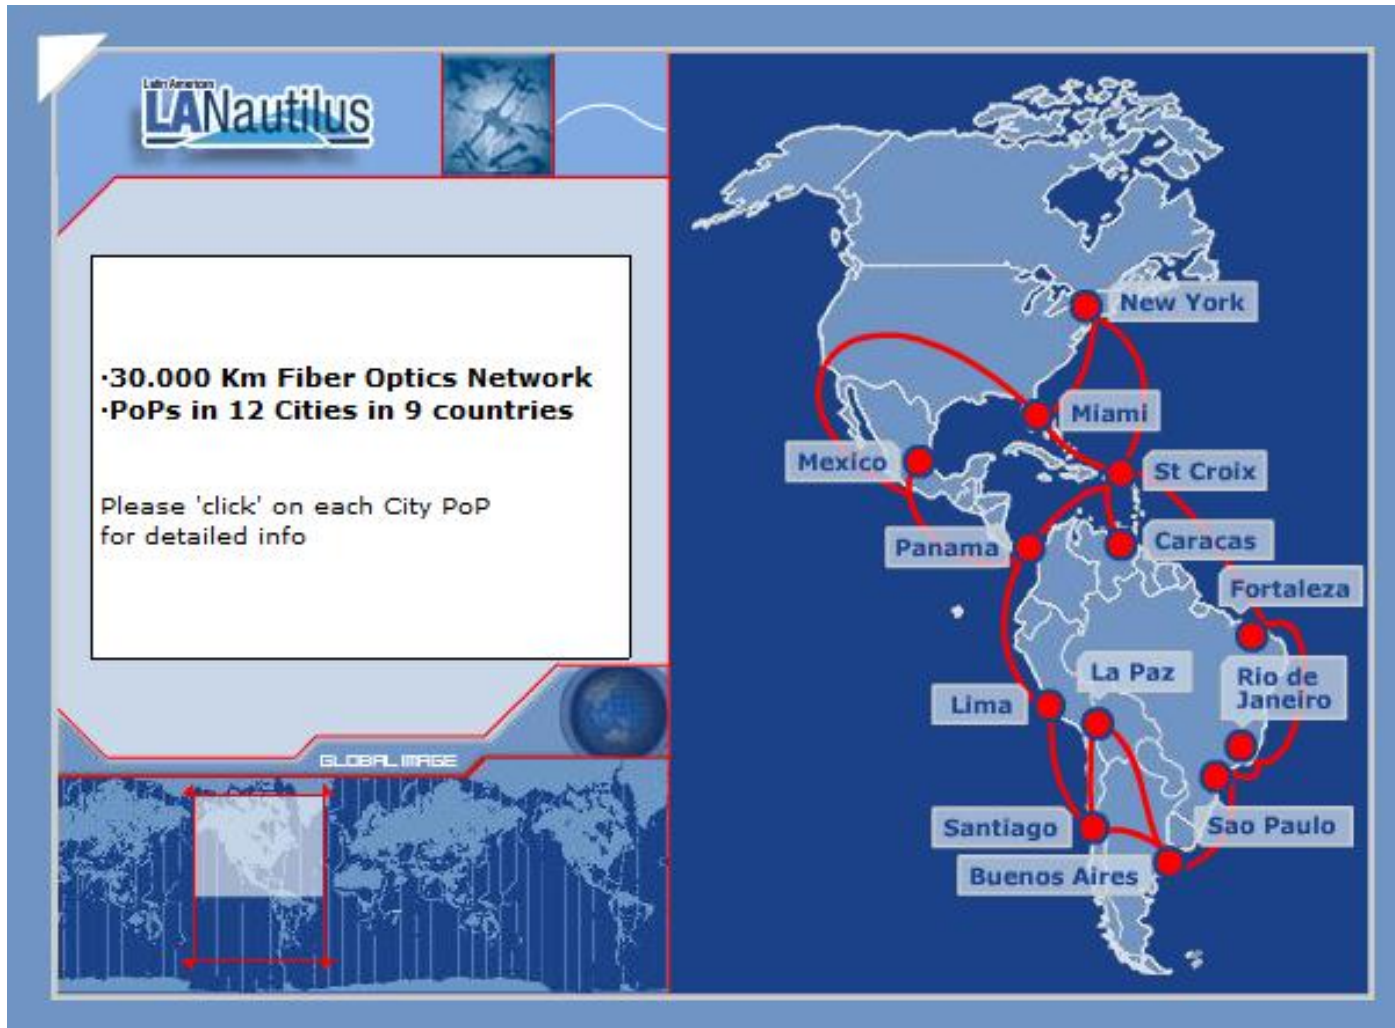 Latin American
LANautilus
·30.000 Km Fiber Optics Network
·PoPs in 12 Cities in 9 countries
Please 'click' on each City PoP
for detailed info
GLOBAL IMAGE
New York
Miami
Mexico
St Croix
Panama
Caracas
Fortaleza
La Paz
Rio de
Janeiro
Lima
Santiago
Sao Paulo
Buenos Aires